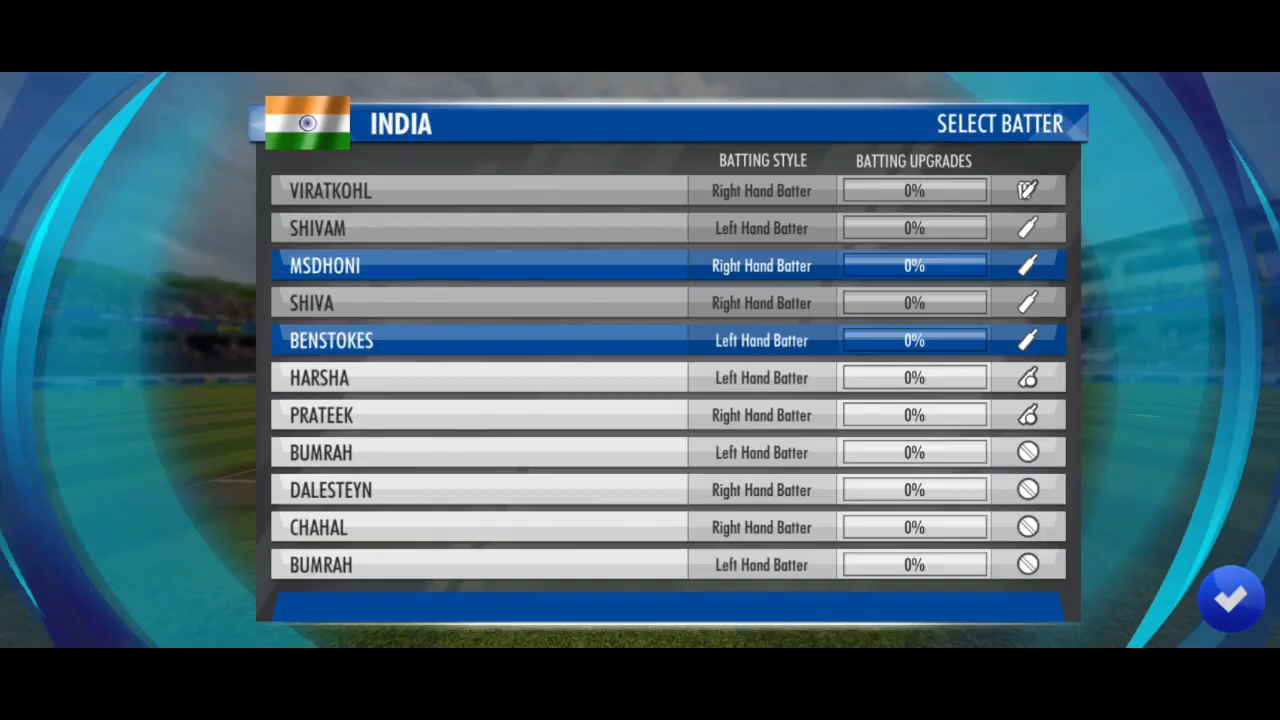 INDIA SELECT BATTER
BATTING STYLE BATTING UPGRADES
VIRATKOHL Right Hand Batter 0%
SHIVAM Left Hand Batter 0%
MSDHONI Right Hand Batter 0%
SHIVA Right Hand Batter 0%
BENSTOKES Left Hand Batter 0%
HARSHA Left Hand Batter 0%
PRATEEK Right Hand Batter 0%
BUMRAH Left Hand Batter 0%
DALESTEYN Right Hand Batter 0%
CHAHAL Right Hand Batter 0%
BUMRAH Left Hand Batter 0%